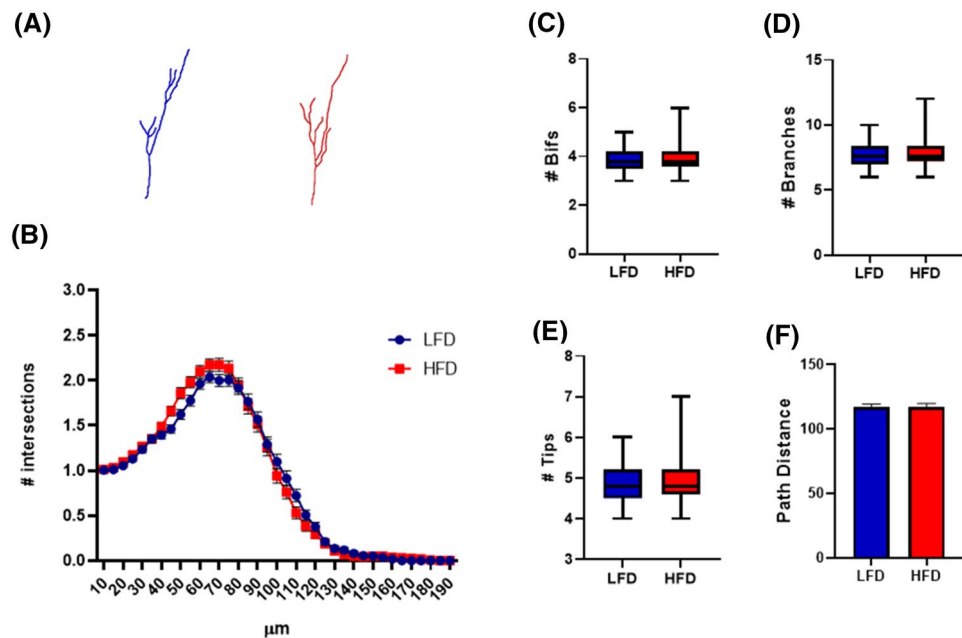 (A)
(B)
# intersections
3.0
2.5
2.0
1.5
1.0
0.5
0.0
10
20
30
40
50
60
70
80
90
100
110
120
130
140
150
160
170
180
190
µm
LFD
HFD
(C)
# Bifs
8
6
4
2
0
LFD
HFD
(D)
# Branches
15
10
5
0
LFD
HFD
(E)
# Tips
8
7
6
5
4
3
LFD
HFD
(F)
Path Distance
150
100
50
0
LFD
HFD